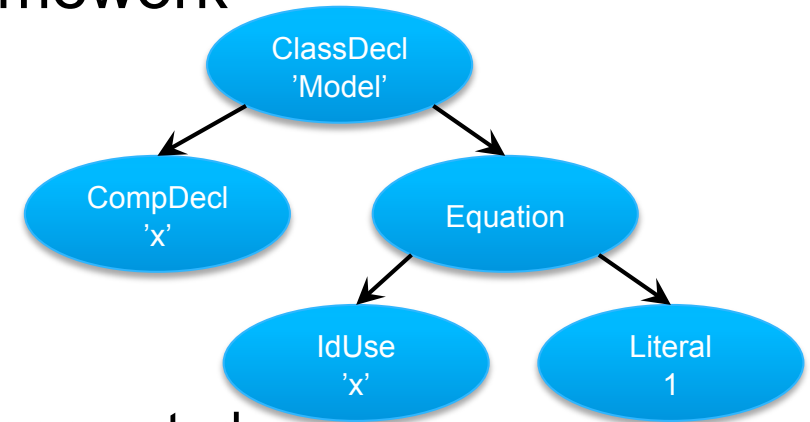 ClassDecl
’Model’
CompDecl
’x’
Equation
IdUse
’x’
Literal
1